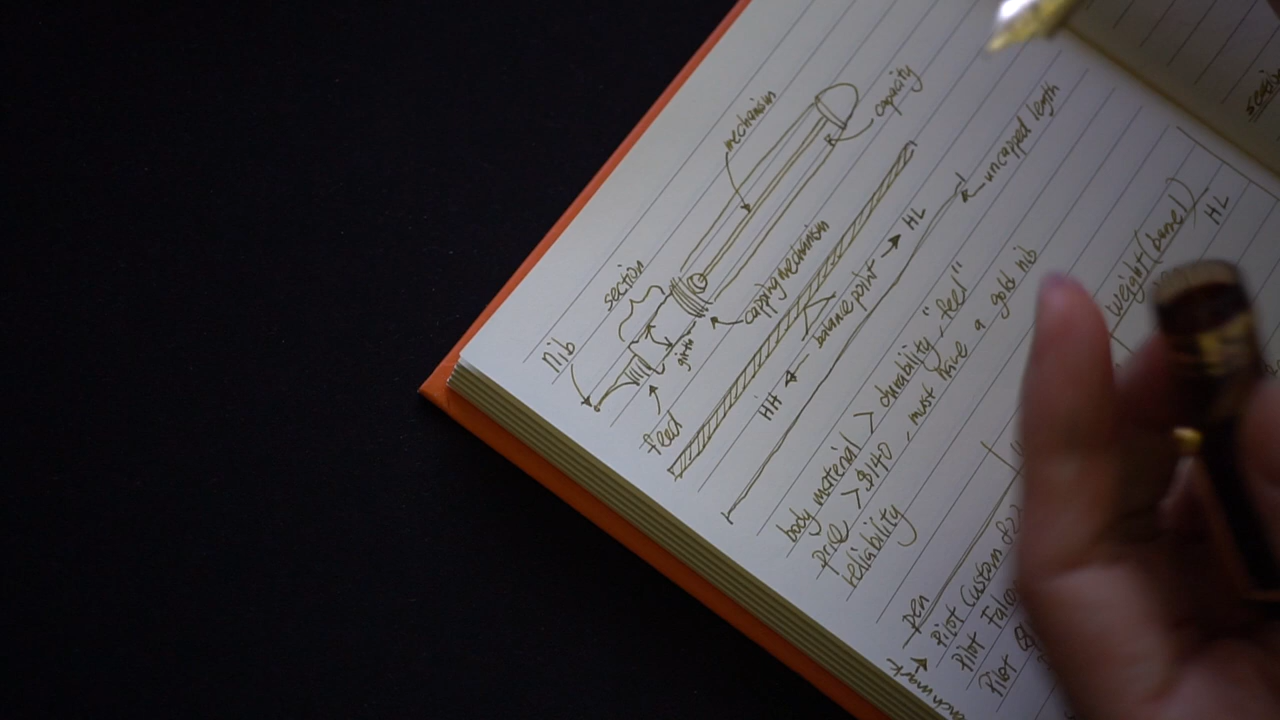 mechanism
capacity
section
nib
capping mechanism
girth
feed
HH ← balance point → HL
uncapped length
body material > durability, "feel"
price > $140, must have a gold nib
reliability
weight (barrel)
HL
pen
Pilot Custom 823
Pilot
Pilot